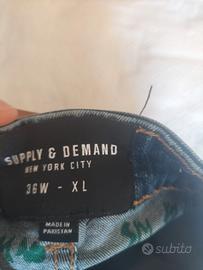 SUPPLY & DEMAND
NEW YORK CITY
36W - XL
MADE IN
PAKISTAN
subito